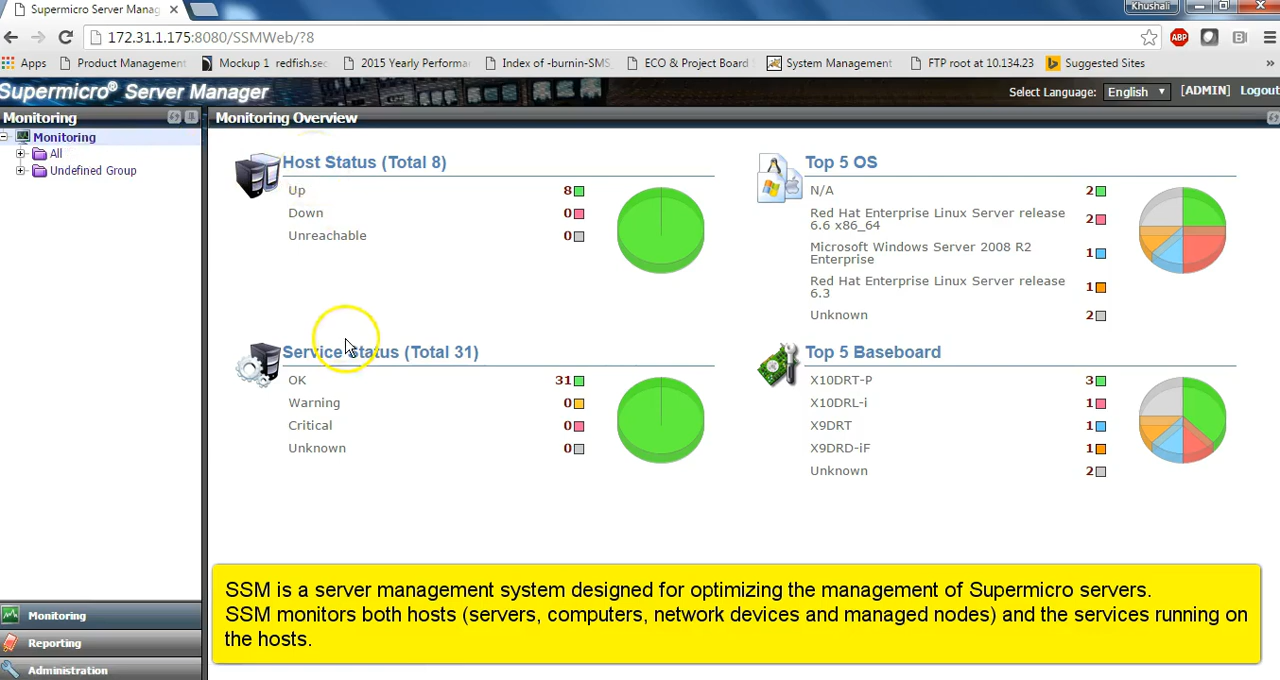 Supermicro Server Manag
Khushali
172.31.1.175:8080/SSMWeb/?8
ABP
Apps
Product Management
Mockup 1 redfish.sec
2015 Yearly Performa
Index of -burnin-SMS
ECO & Project Board
System Management
FTP root at 10.134.23
Suggested Sites
»
Supermicro® Server Manager
Select Language:
English
[ADMIN]
Logout
Monitoring
Monitoring
All
Undefined Group
Monitoring Overview
Host Status (Total 8)
Up 8
Down 0
Unreachable 0
Top 5 OS
N/A 2
Red Hat Enterprise Linux Server release 2
6.6 x86_64
Microsoft Windows Server 2008 R2 1
Enterprise
Red Hat Enterprise Linux Server release 1
6.3
Unknown 2
Service Status (Total 31)
OK 31
Warning 0
Critical 0
Unknown 0
Top 5 Baseboard
X10DRT-P 3
X10DRL-i 1
X9DRT 1
X9DRD-iF 1
Unknown 2
SSM is a server management system designed for optimizing the management of Supermicro servers.
SSM monitors both hosts (servers, computers, network devices and managed nodes) and the services running on
the hosts.
Monitoring
Reporting
Administration